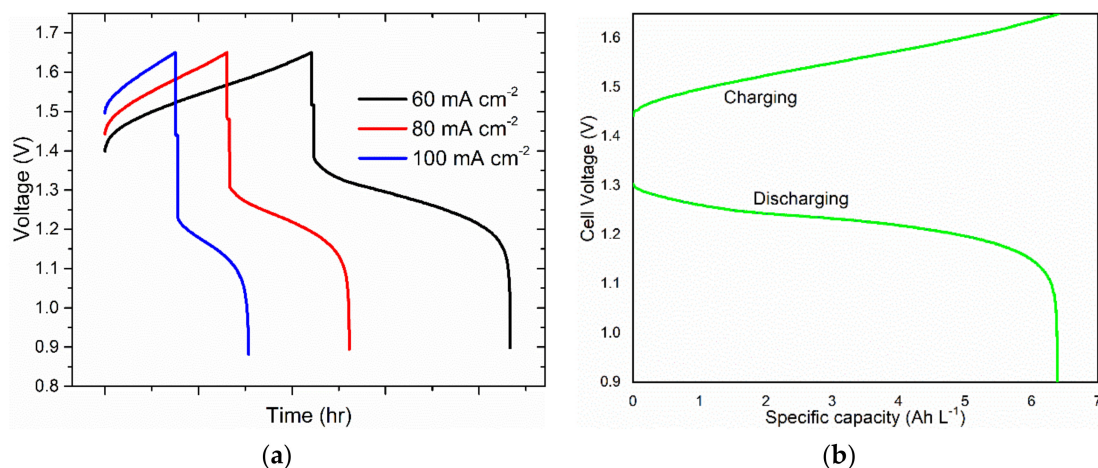 1.7
1.6
1.5
1.4
1.3
1.2
1.1
1.0
0.9
0.8
Voltage (V)
60 mA cm-2
80 mA cm-2
100 mA cm-2
Time (hr)
(a)
1.6
1.5
1.4
1.3
1.2
1.1
1.0
0.9
Cell Voltage (V)
Charging
Discharging
0 1 2 3 4 5 6 7
Specific capacity (Ah L-1)
(b)